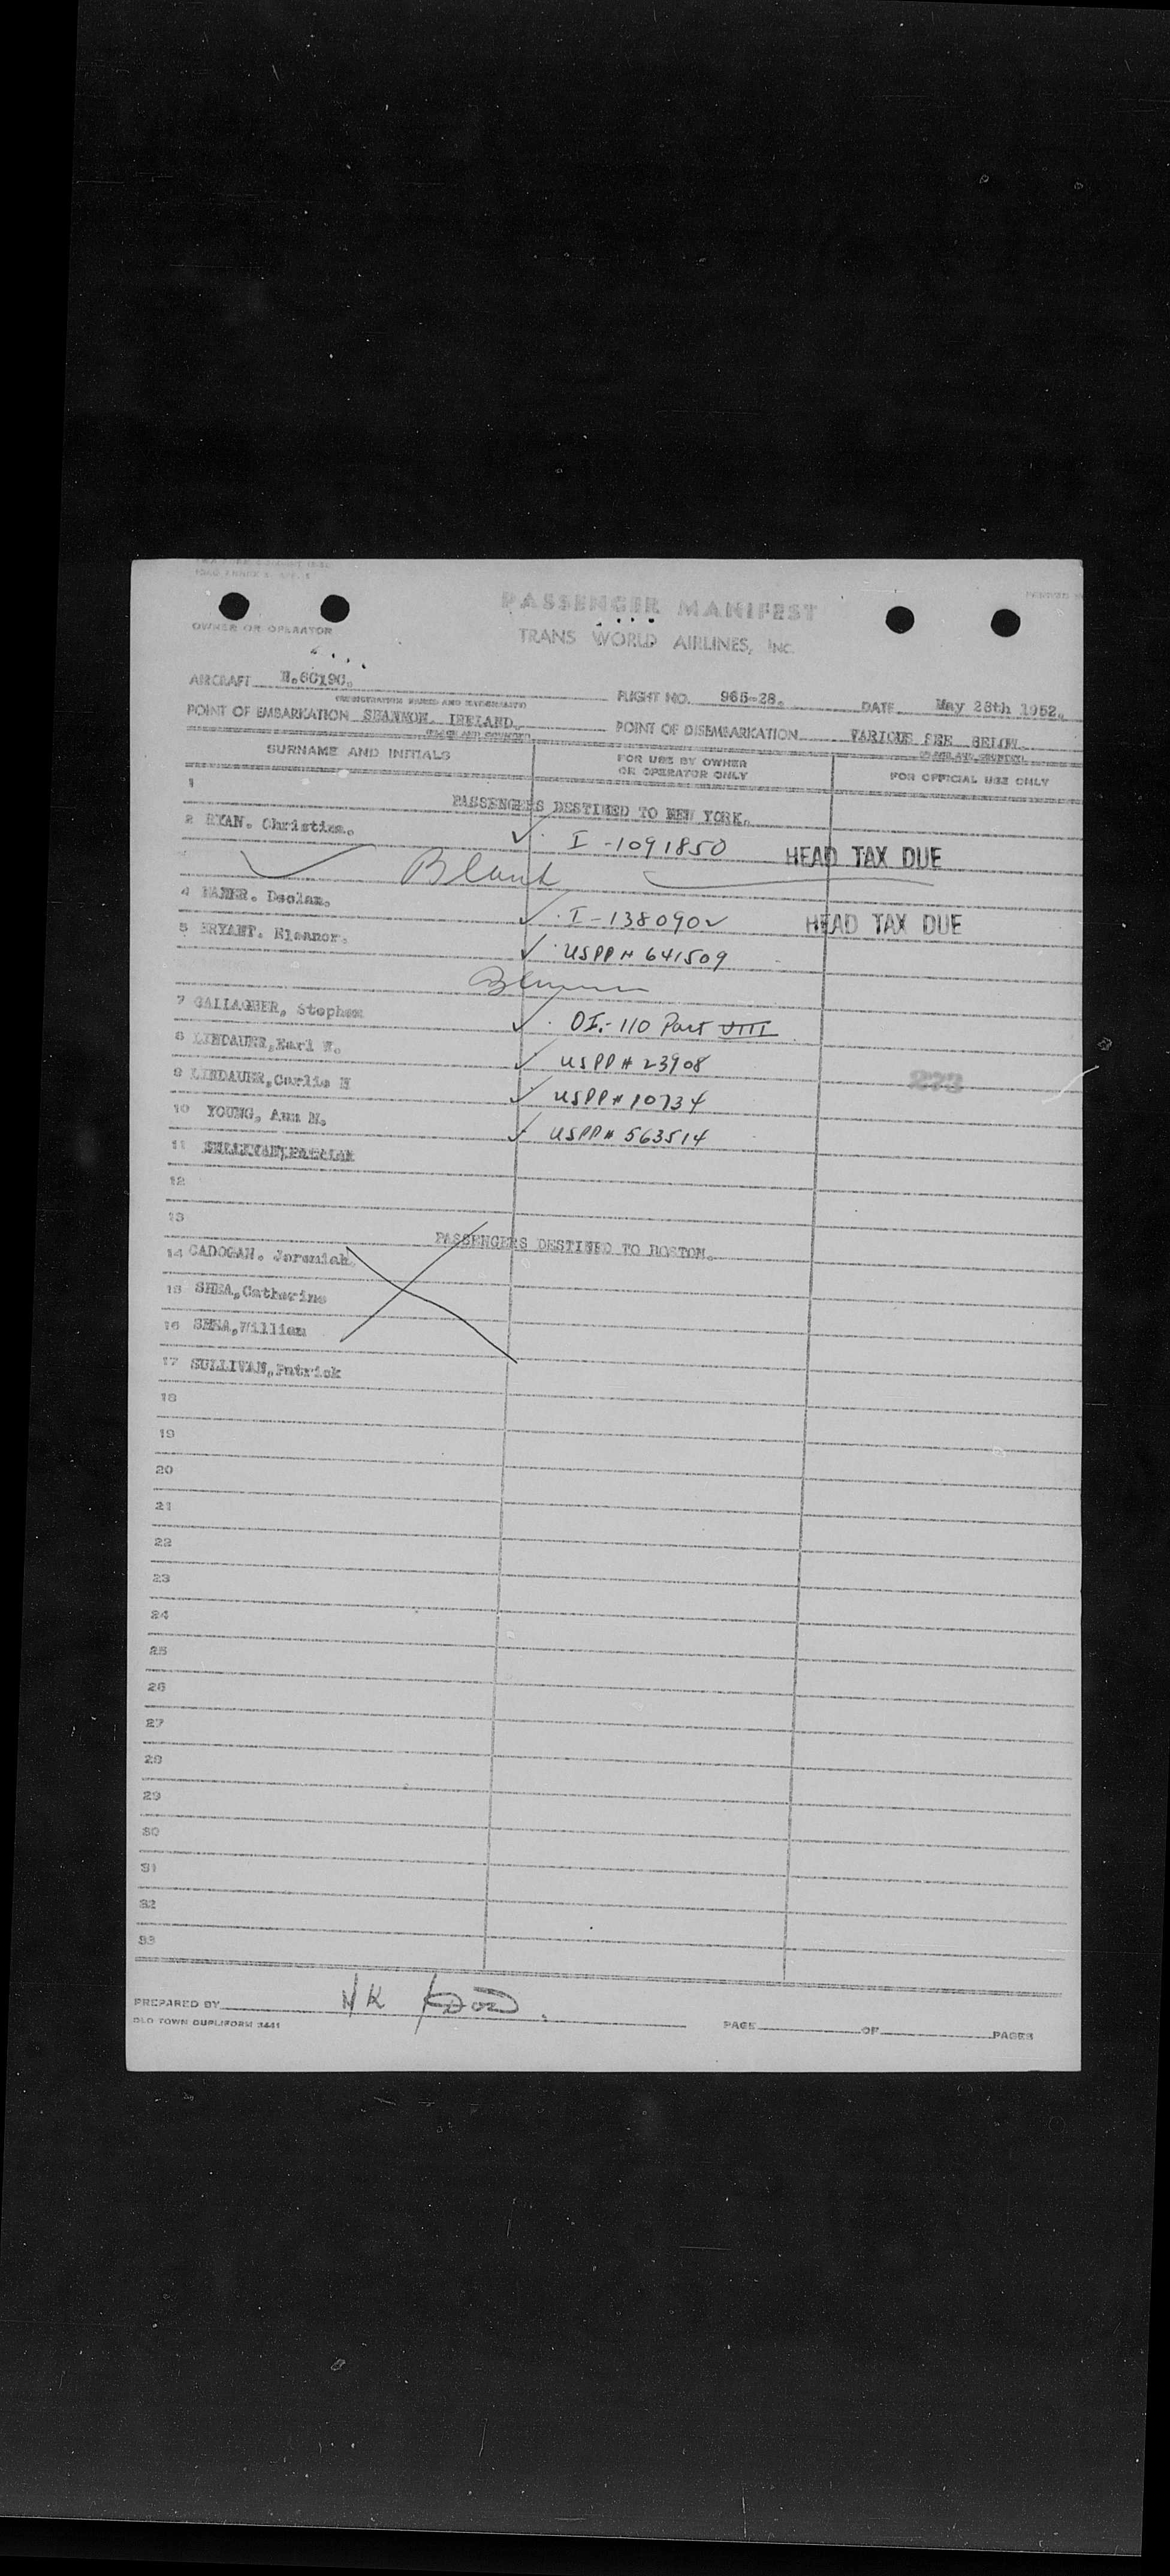 PASSENGER MANIFEST
OWNER OR OPERATOR
TRANS WORLD AIRLINES, INC.
AIRCRAFT N.6019C.
FLIGHT NO. 965-28.
DATE May 28th 1952.
POINT OF EMBARKATION SHANNON. IRELAND.
POINT OF DISEMBARKATION VARIOUS SEE BELOW.
SURNAME AND INITIALS
FOR USE BY OWNER OR OPERATOR ONLY
FOR OFFICIAL USE ONLY
1
PASSENGERS DESTINED TO NEW YORK.
2 RYAN. Christina. ✓ I-1091850 HEAD TAX DUE
Blank
4 Declan. ✓ I-138090 HEAD TAX DUE
5 BRYANT. Eleanor. ✓ USPP# 641509
7 GALLAGHER, Stephen ✓ OI.-110 Part VIII
8 LINDAUER, Earl W. ✓ USPP# 23908
9 LINDAUER, Carlie H ✓ USPP# 10734
10 YOUNG, Ann M. ✓ USPP# 563514
11 SULLIVAN, Patrick
12
13
PASSENGERS DESTINED TO BOSTON.
14 CADOGAN. Jeremiah.
15 SHEA, Catherine
16 SHEA, William
17 SULLIVAN, Patrick
18
19
20
21
22
23
24
25
26
27
28
29
30
31
32
33
PREPARED BY
OLD TOWN DUPLIFORM 3441
PAGE OF PAGES